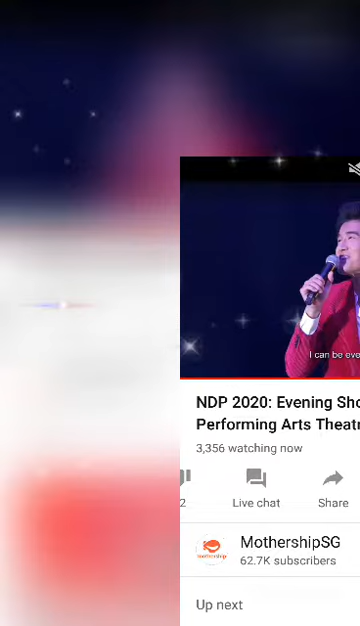 I can be eve
NDP 2020: Evening Sho
Performing Arts Theatr
3,356 watching now
2
Live chat
Share
MothershipSG
62.7K subscribers
Up next